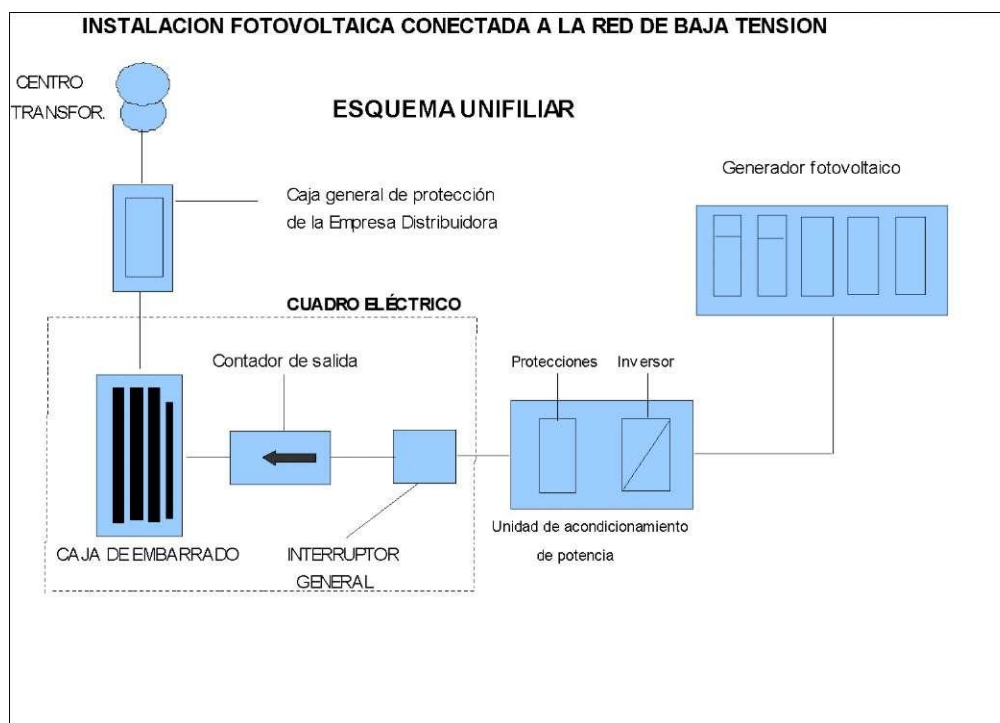 INSTALACION FOTOVOLTAICA CONECTADA A LA RED DE BAJA TENSION
CENTRO
TRANSFOR.
ESQUEMA UNIFILIAR
Generador fotovoltaico
Caja general de protección
de la Empresa Distribuidora
CUADRO ELÉCTRICO
Contador de salida
Protecciones
Inversor
Unidad de acondicionamiento
de potencia
CAJA DE EMBARRADO
INTERRUPTOR
GENERAL